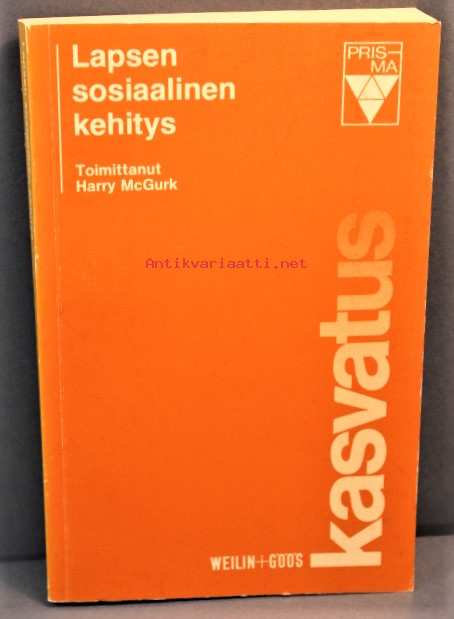 Lapsen
sosiaalinen
kehitys
Toimittanut
Harry McGurk
PRIS-
MA
Antikvariaatti.net
kasvatus
WEILIN+GÖÖS